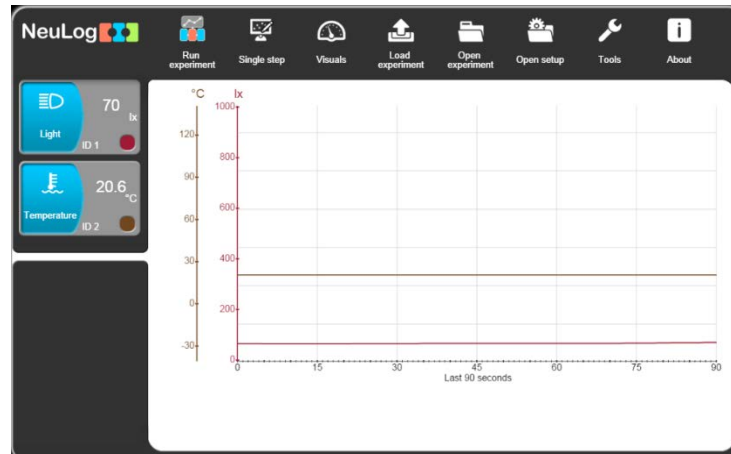 NeuLog
Run experiment
Single step
Visuals
Load experiment
Open experiment
Open setup
Tools
About
70 lx
Light
ID 1
20.6 °C
Temperature
ID 2
°C
lx
120
90
60
30
0
-30
1000
800
600
400
200
0
0 15 30 45 60 75 90
Last 90 seconds